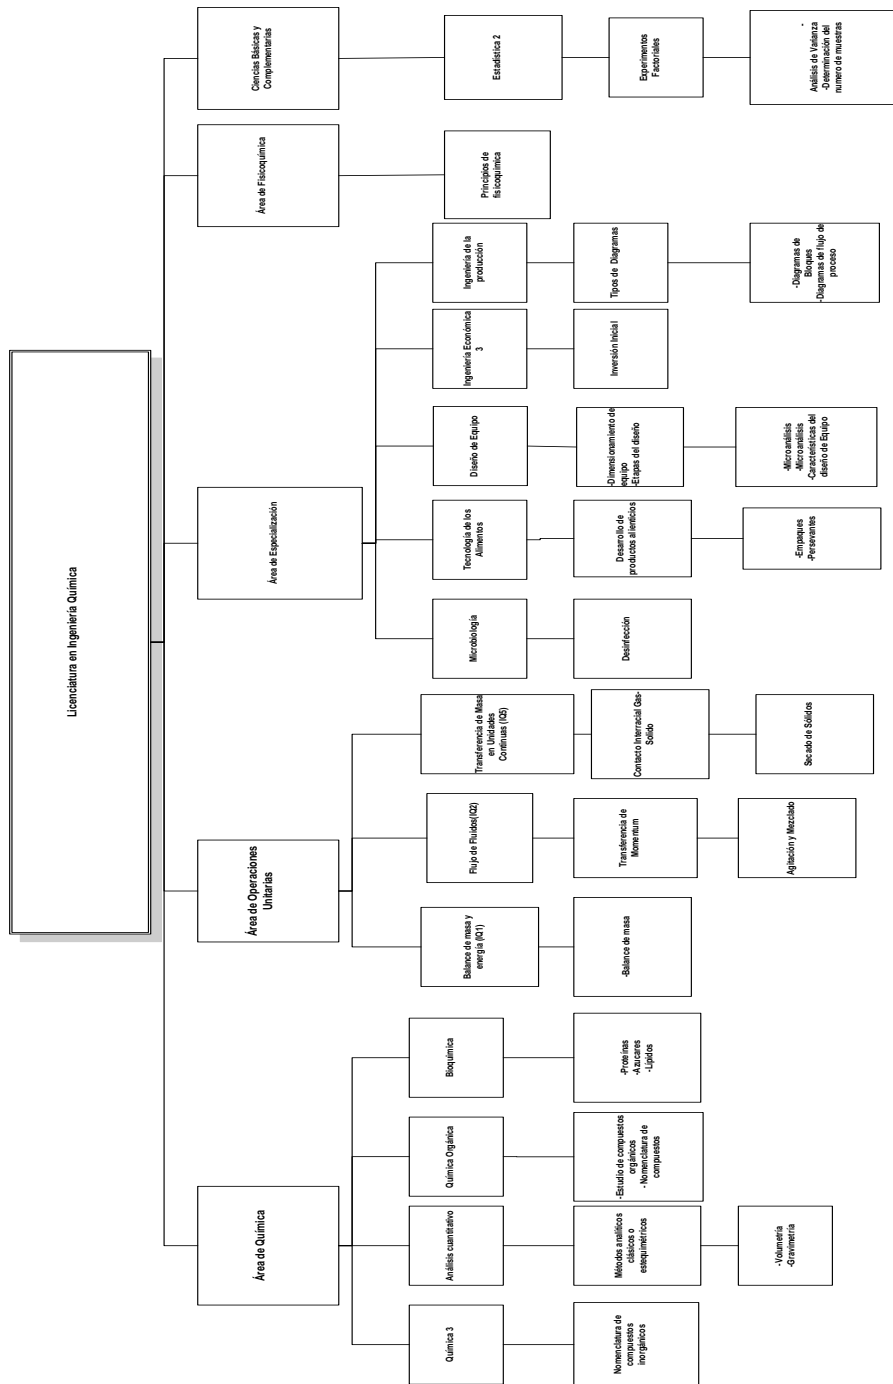 Licenciatura en Ingeniería Química
Área de Química
Área de Operaciones
Unitarias
Área de Especialización
Área de Fisicoquímica
Ciencias Básicas y
Complementarias
Química 3
Análisis cuantitativo
Química Orgánica
Bioquímica
Balance de masa y
energía (IQ1)
Flujo de Fluidos(IQ2)
Transferencia de Masa
en Unidades
Continuas (IQ5)
Microbiología
Tecnología de los
Alimentos
Diseño de Equipo
Ingeniería Económica
3
Ingeniería de la
producción
Principios de
fisicoquímica
Estadística 2
Nomenclatura de
compuestos
inorgánicos
Métodos analíticos
clásicos o
estequimétricos
-Estudio de compuestos
orgánicos
- Nomenclatura de
compuestos
-Proteínas
-Azucares
-Lípidos
-Balance de masa
Transferencia de
Momentum
Contacto Interracial Gas-
Solido
Desinfección
Desarrollo de
productos alienticios
-Dimensionamiento de
equipo
-Etapas del diseño
Inversión Inicial
Tipos de Diagramas
Experimentos
Factoriales
-Volumetría
-Gravimetría
Agitación y Mezclado
Secado de Sólidos
-Empaques
-Persevantes
-Microanálisis
-Microanálisis
-Características del
diseño de Equipo
-Diagramas de
Bloques
-Diagramas de flujo de
proceso
-
Análisis de Varianza
-Determinación del
numero de muestras